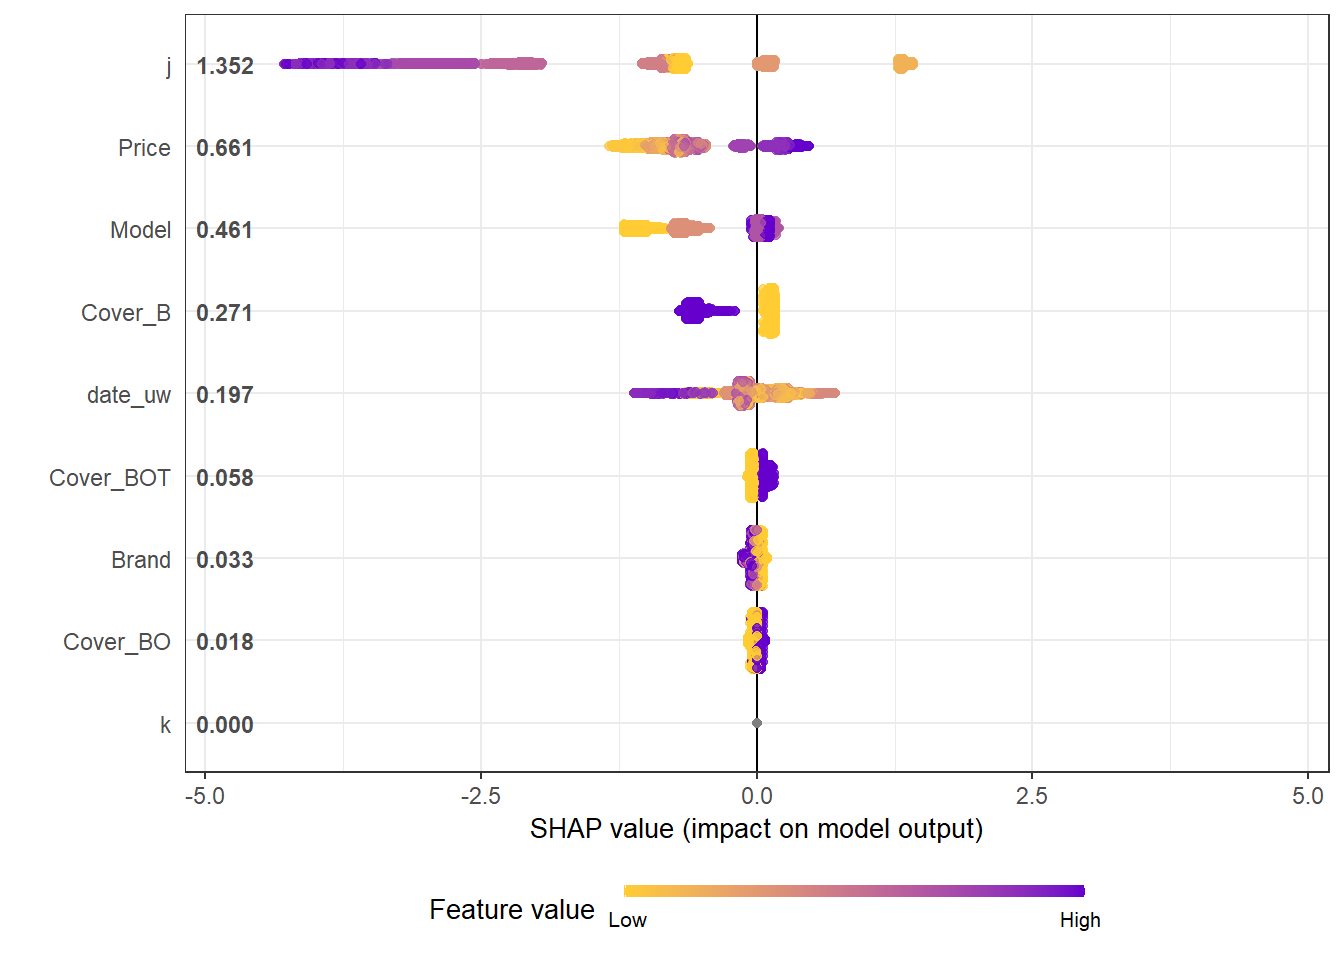 j 1.352
Price 0.661
Model 0.461
Cover_B 0.271
date_uw 0.197
Cover_BOT 0.058
Brand 0.033
Cover_BO 0.018
k 0.000
-5.0 -2.5 0.0 2.5 5.0
SHAP value (impact on model output)
Feature value
Low High